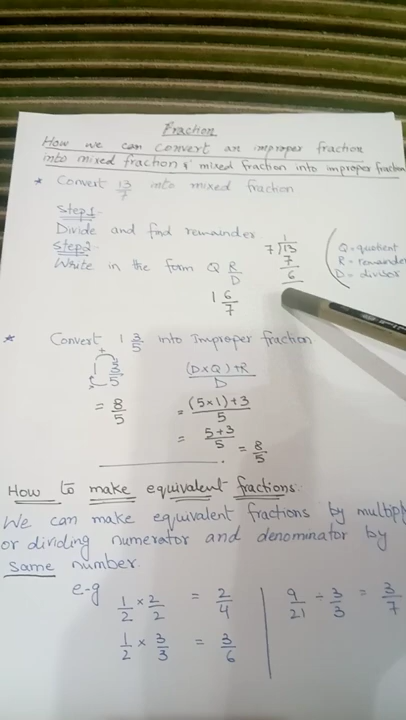 Fraction
How we can convert an improper fraction
into mixed fraction & mixed fraction into improper fraction
* Convert 13/7 into mixed fraction
Step 1
Divide and find remainder
Step 2
Write in the form Q R/D
1 6/7
1
7 √13
7
6
Q = quotient
R = remainder
D = divisor
* Convert 1 3/5 into Improper fraction
+
1 3/5
×
= 8/5
(D×Q)+R/D
= (5×1)+3/5
= 5+3/5 = 8/5
How to make equivalent fractions:
We can make equivalent fractions by multiply
or dividing numerator and denominator by
same number.
e-g
1/2 × 2/2 = 2/4
1/2 × 3/3 = 3/6
9/21 ÷ 3/3 = 3/7